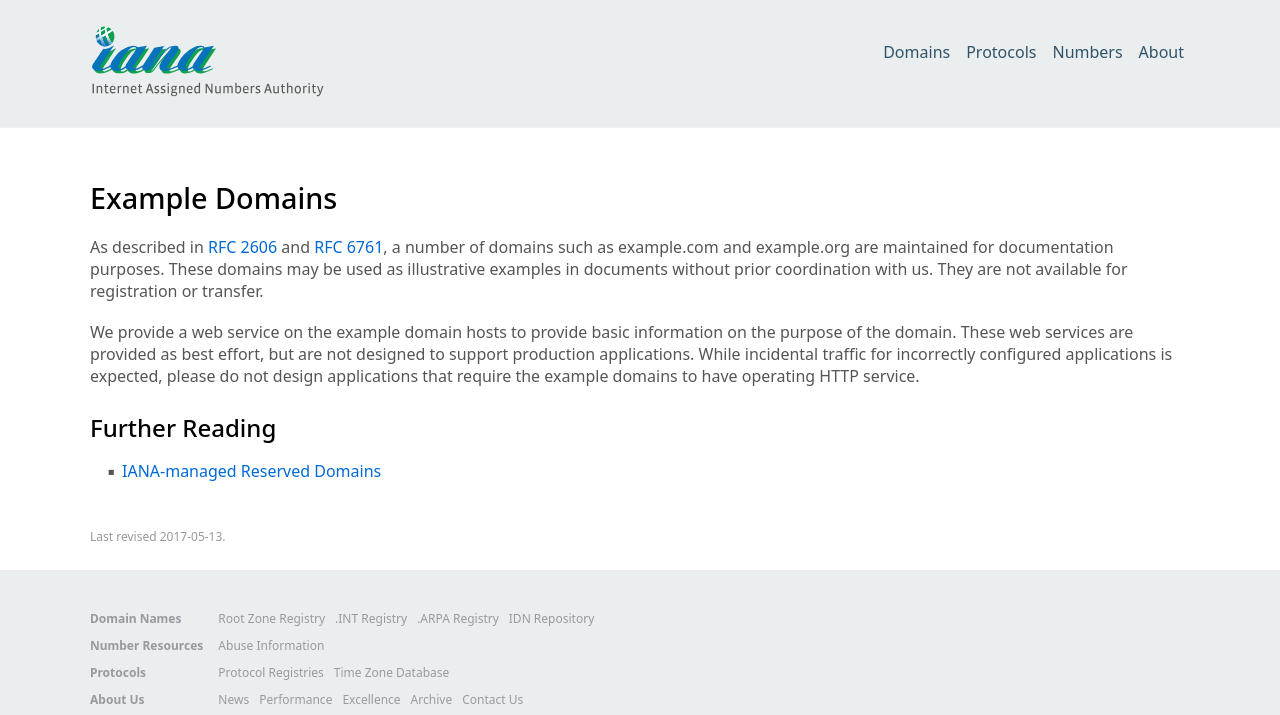 iana
Internet Assigned Numbers Authority
Domains Protocols Numbers About
Example Domains
As described in RFC 2606 and RFC 6761, a number of domains such as example.com and example.org are maintained for documentation
purposes. These domains may be used as illustrative examples in documents without prior coordination with us. They are not available for
registration or transfer.
We provide a web service on the example domain hosts to provide basic information on the purpose of the domain. These web services are
provided as best effort, but are not designed to support production applications. While incidental traffic for incorrectly configured applications is
expected, please do not design applications that require the example domains to have operating HTTP service.
Further Reading
IANA-managed Reserved Domains
Last revised 2017-05-13.
Domain Names Root Zone Registry .INT Registry .ARPA Registry IDN Repository
Number Resources Abuse Information
Protocols Protocol Registries Time Zone Database
About Us News Performance Excellence Archive Contact Us